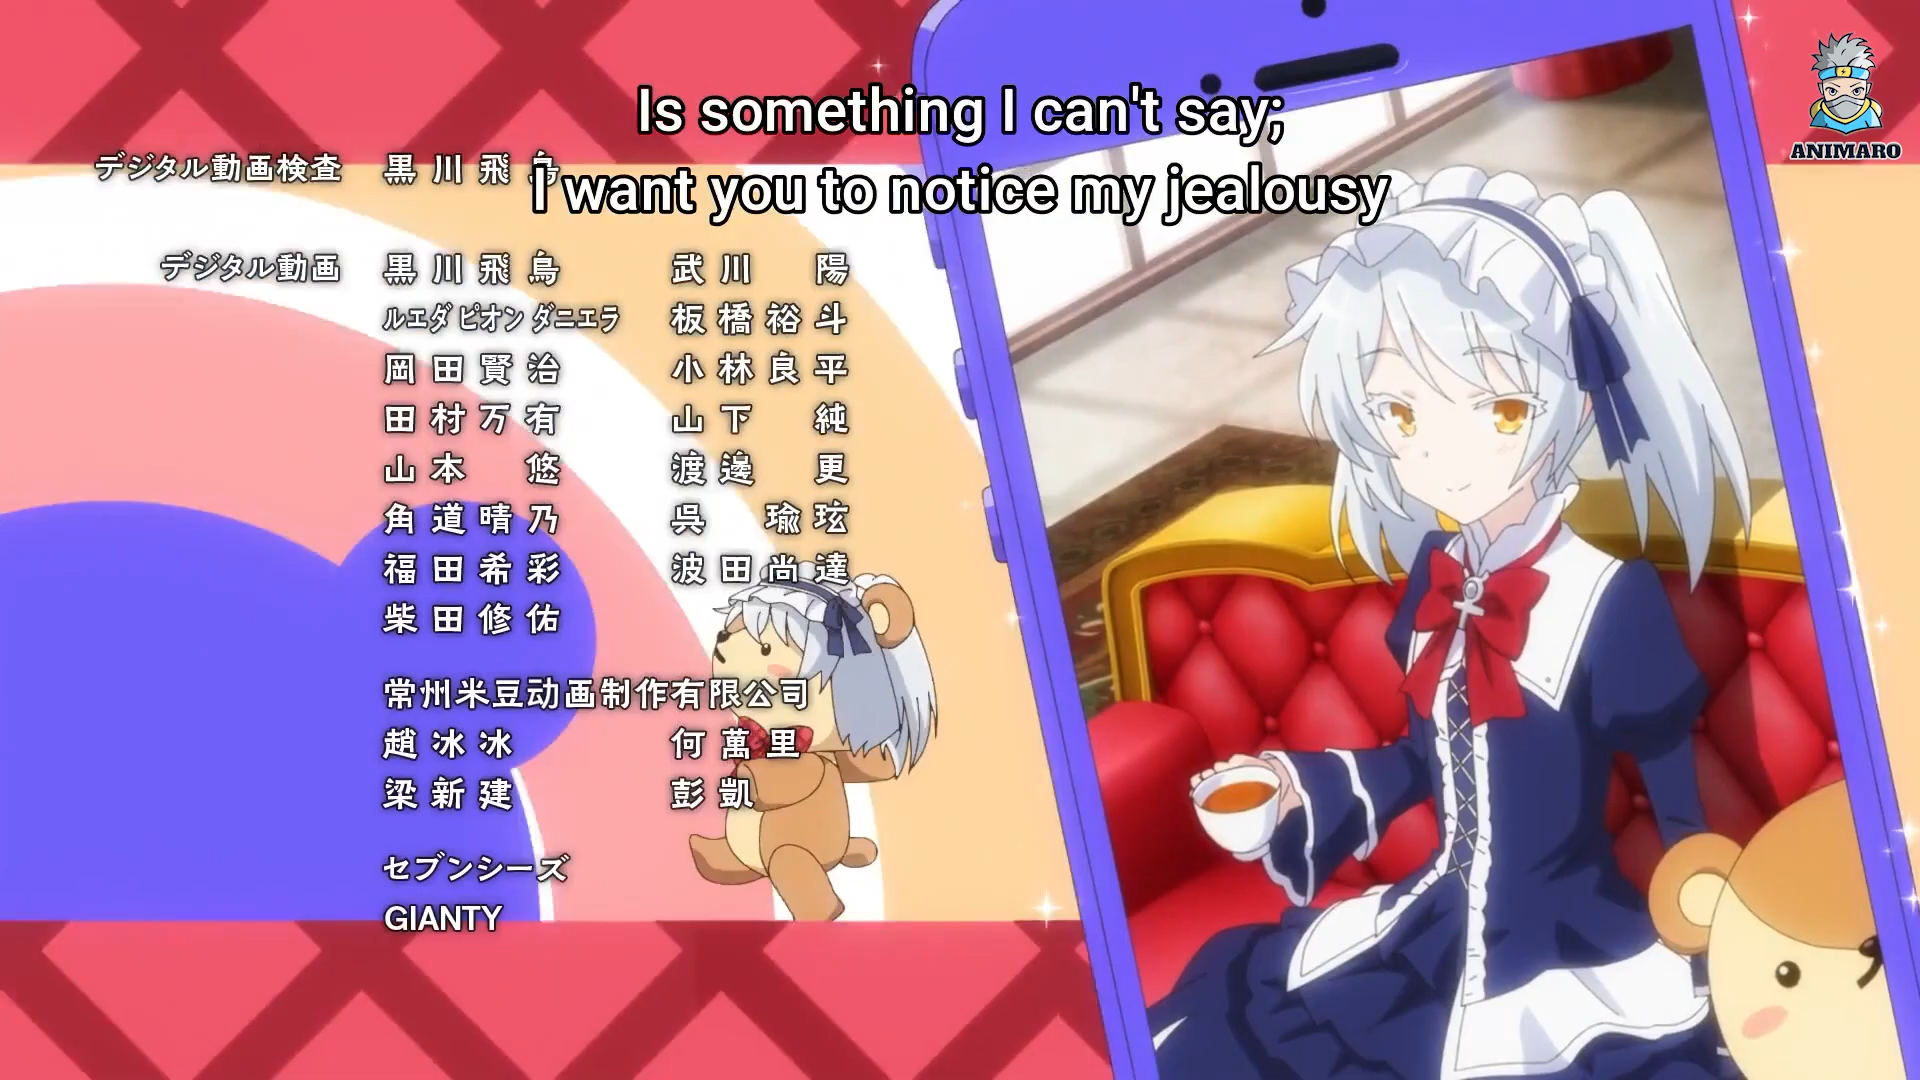 Is something I can't say;
I want you to notice my jealousy
ANIMARO
デジタル動画検査 黒川飛鳥
デジタル動画 黒川飛鳥 武川陽
ルエダ ピオン ダニエラ 板橋裕斗
岡田賢治 小林良平
田村万有 山下純
山本悠 渡邊更
角道晴乃 呉瑜玹
福田希彩 波田尚達
柴田修佑
常州米豆动画制作有限公司
趙冰冰 何萬里
梁新建 彭凱
セブンシーズ
GIANTY